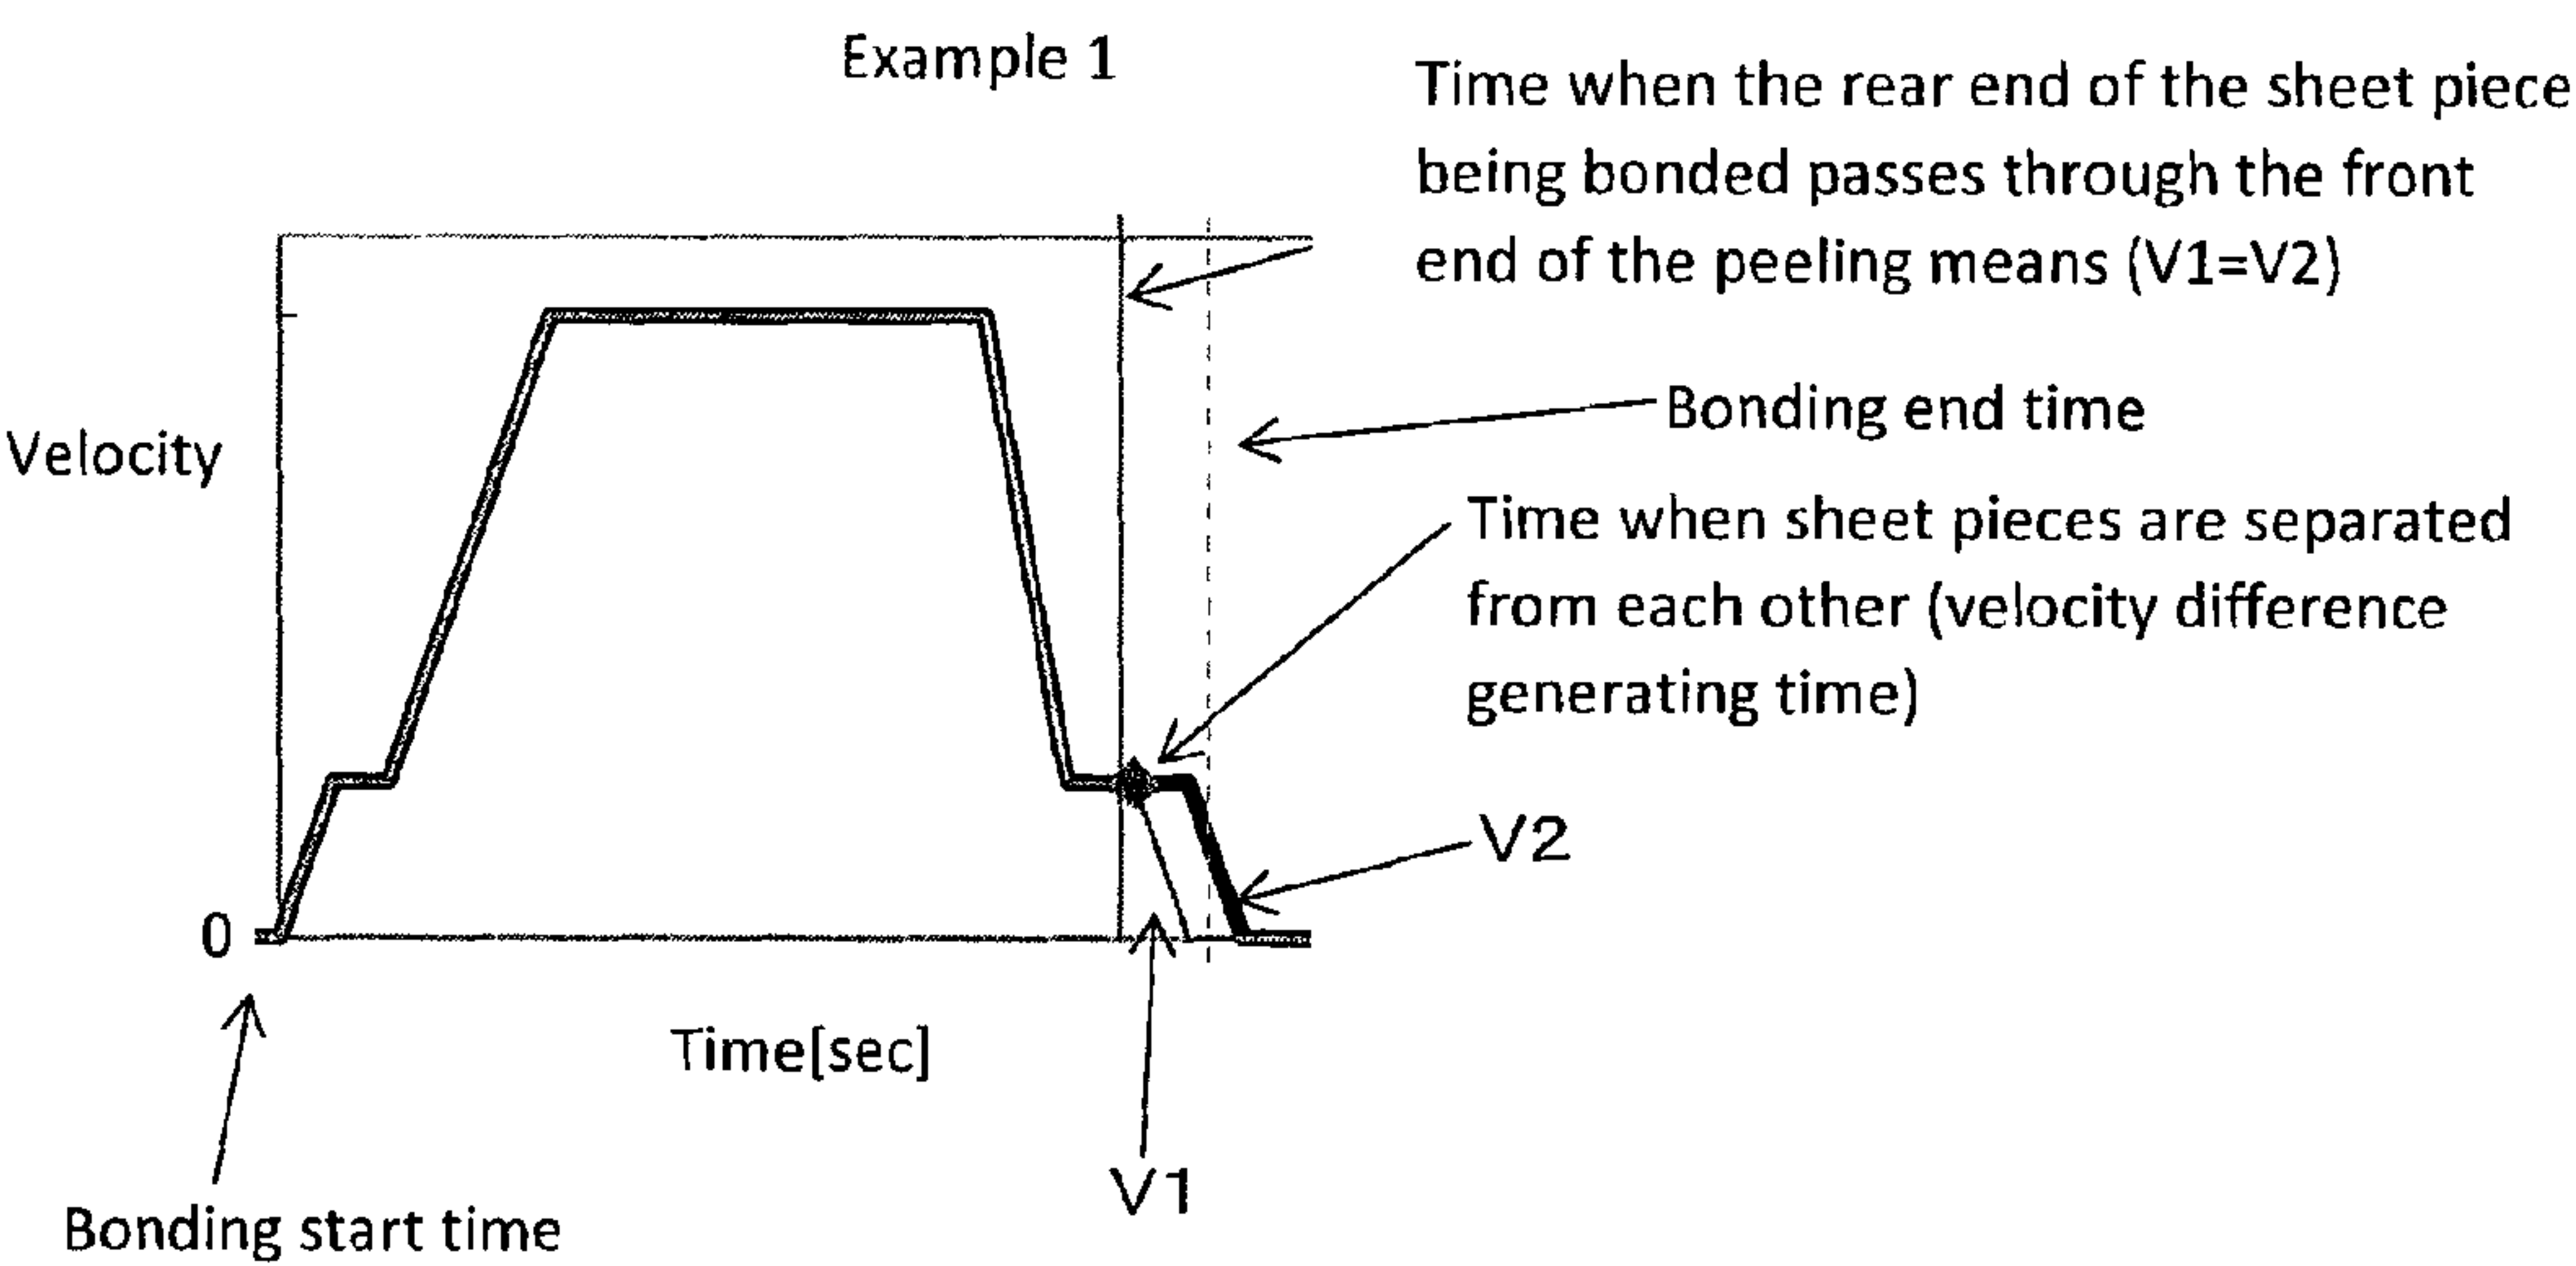 Example 1
Time when the rear end of the sheet piece
being bonded passes through the front
end of the peeling means (V1=V2)
Bonding end time
Velocity
Time when sheet pieces are separated
from each other (velocity difference
generating time)
V2
0
Time[sec]
V1
Bonding start time